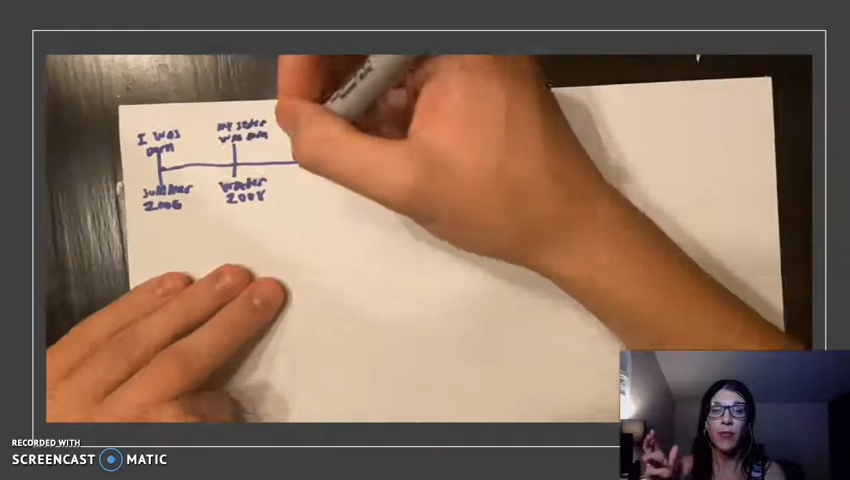 I was
born
my sister
was born
summer
2006
Winter
2008
RECORDED WITH
SCREENCAST MATIC